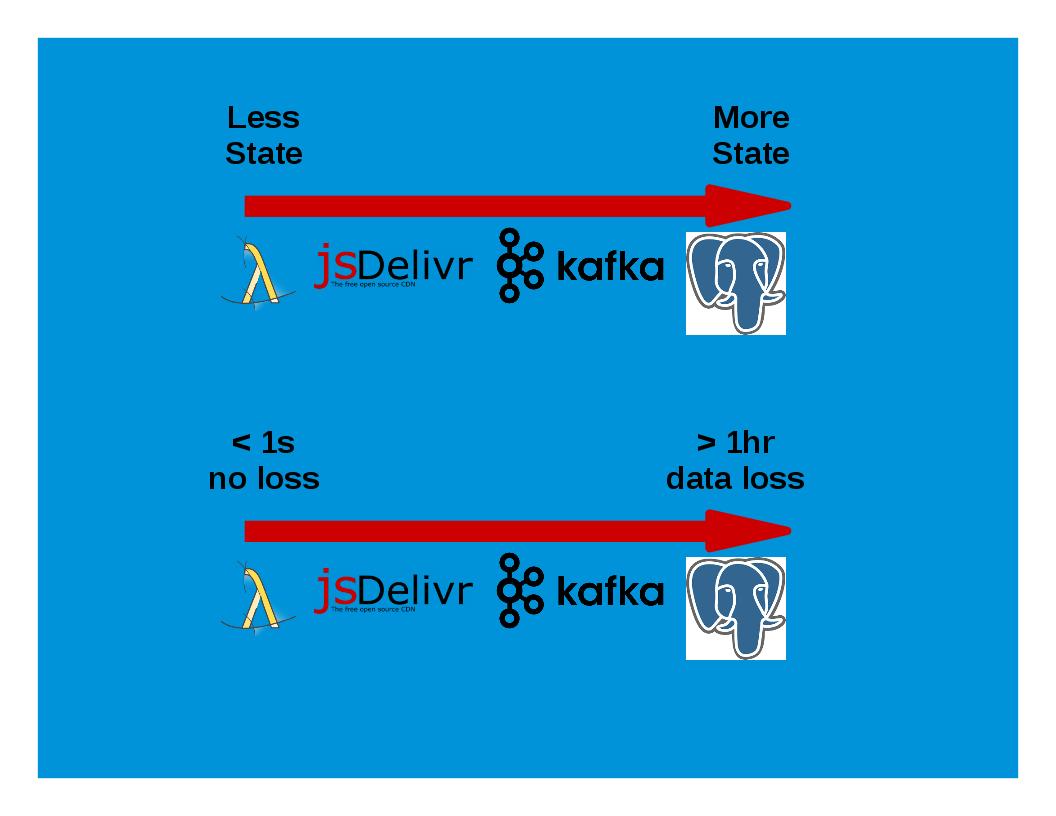 Less
State
More
State
jsDelivr
The free open source CDN
kafka
< 1s
no loss
> 1hr
data loss
jsDelivr
The free open source CDN
kafka